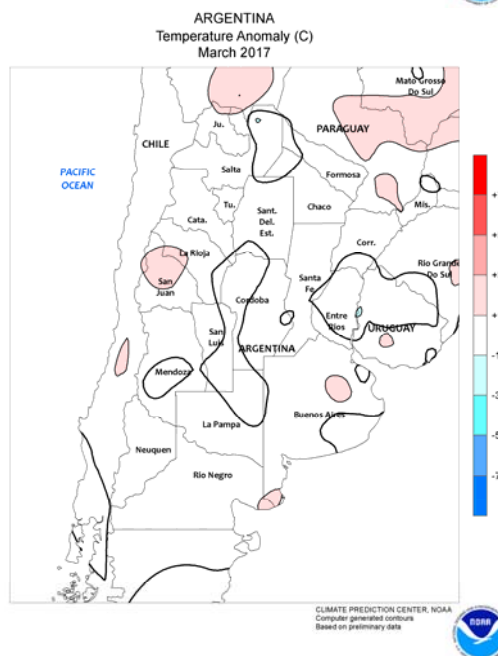 ARGENTINA
Temperature Anomaly (C)
March 2017
Mato Grosso
Do Sul
Ju.
PARAGUAY
CHILE
PACIFIC
OCEAN
Salta
Formosa
Tu.
Chaco
Mis.
Cata.
Sant.
Del.
Est.
Corr.
La Rioja
Rio Grande
Do Sul
San
Juan
Santa
Fe
Cordoba
Entre
Rios
URUGUAY
San
Luis
ARGENTINA
Mendoza
Buenos Aires
La Pampa
Neuquen
Rio Negro
CLIMATE PREDICTION CENTER, NOAA
Computer generated contours
Based on preliminary data
NOAA